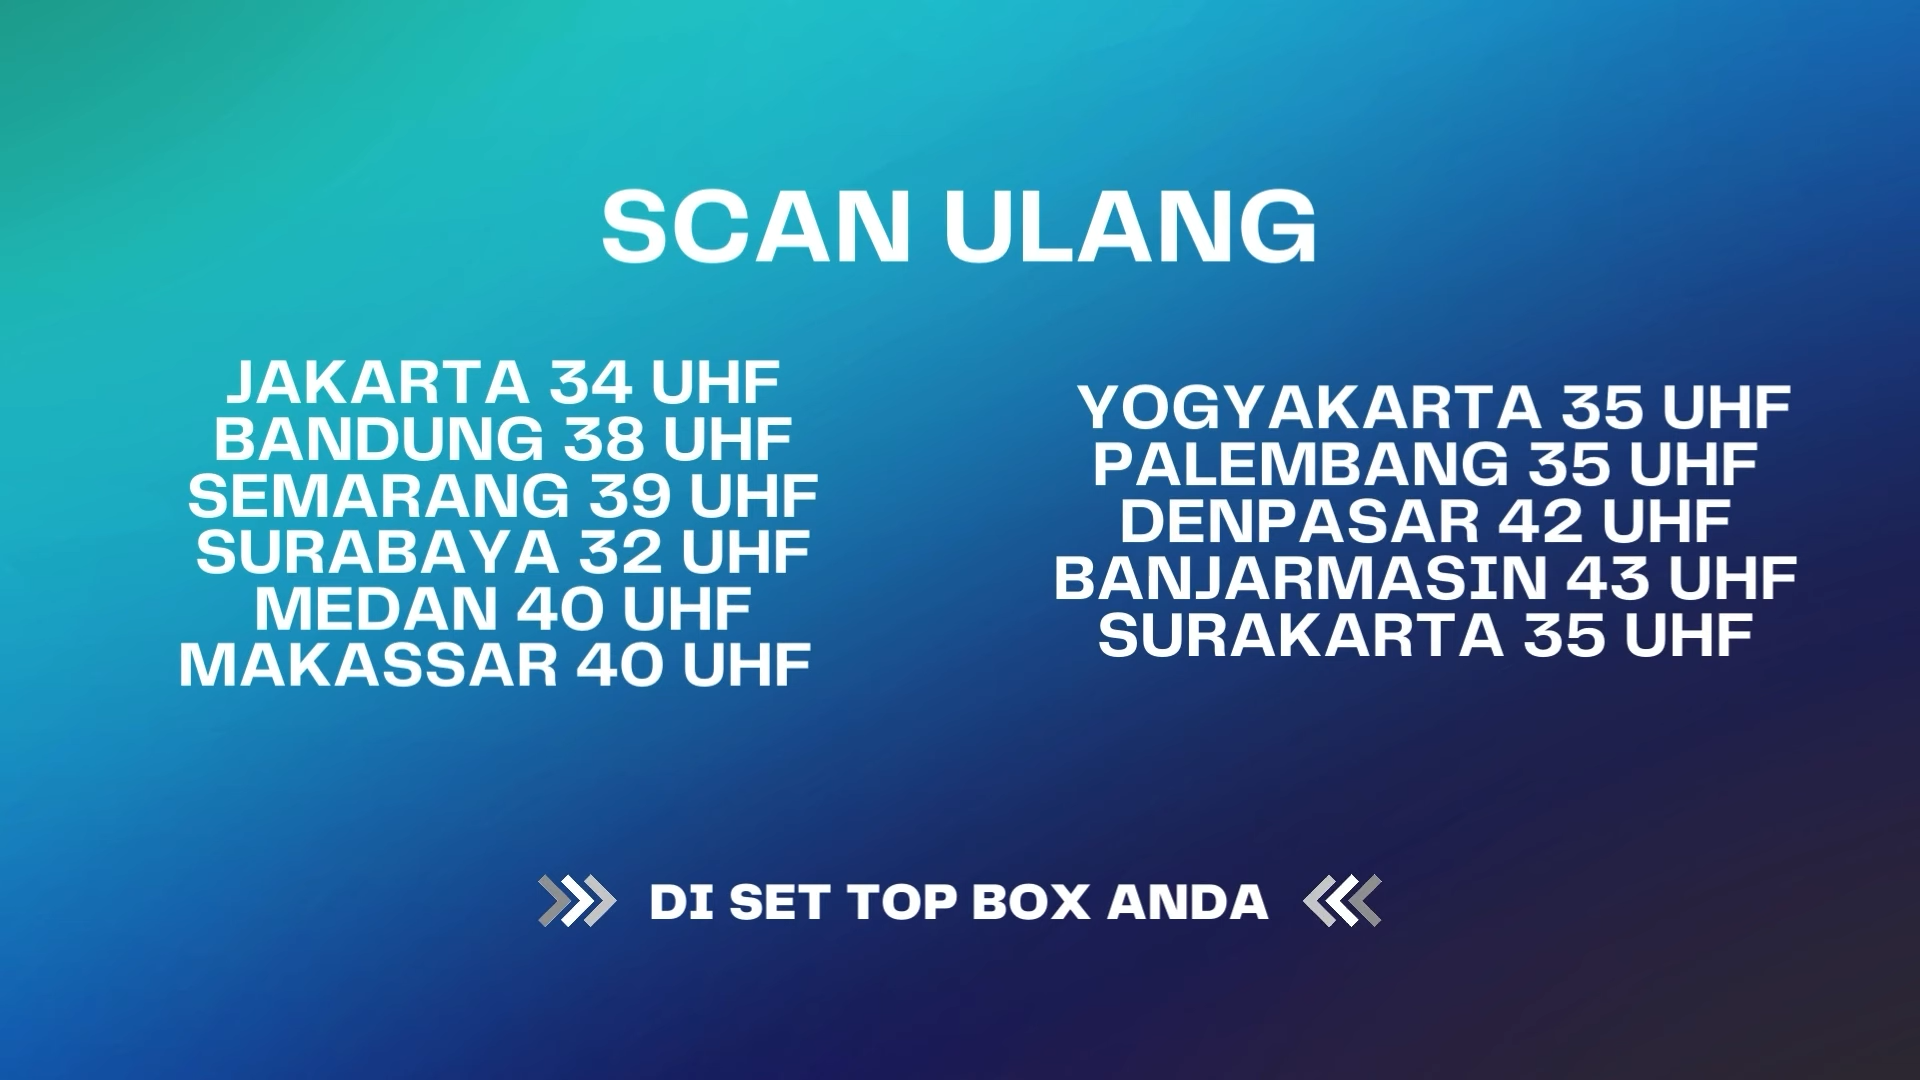 SCAN ULANG
JAKARTA 34 UHF
BANDUNG 38 UHF
SEMARANG 39 UHF
SURABAYA 32 UHF
MEDAN 40 UHF
MAKASSAR 40 UHF
YOGYAKARTA 35 UHF
PALEMBANG 35 UHF
DENPASAR 42 UHF
BANJARMASIN 43 UHF
SURAKARTA 35 UHF
DI SET TOP BOX ANDA